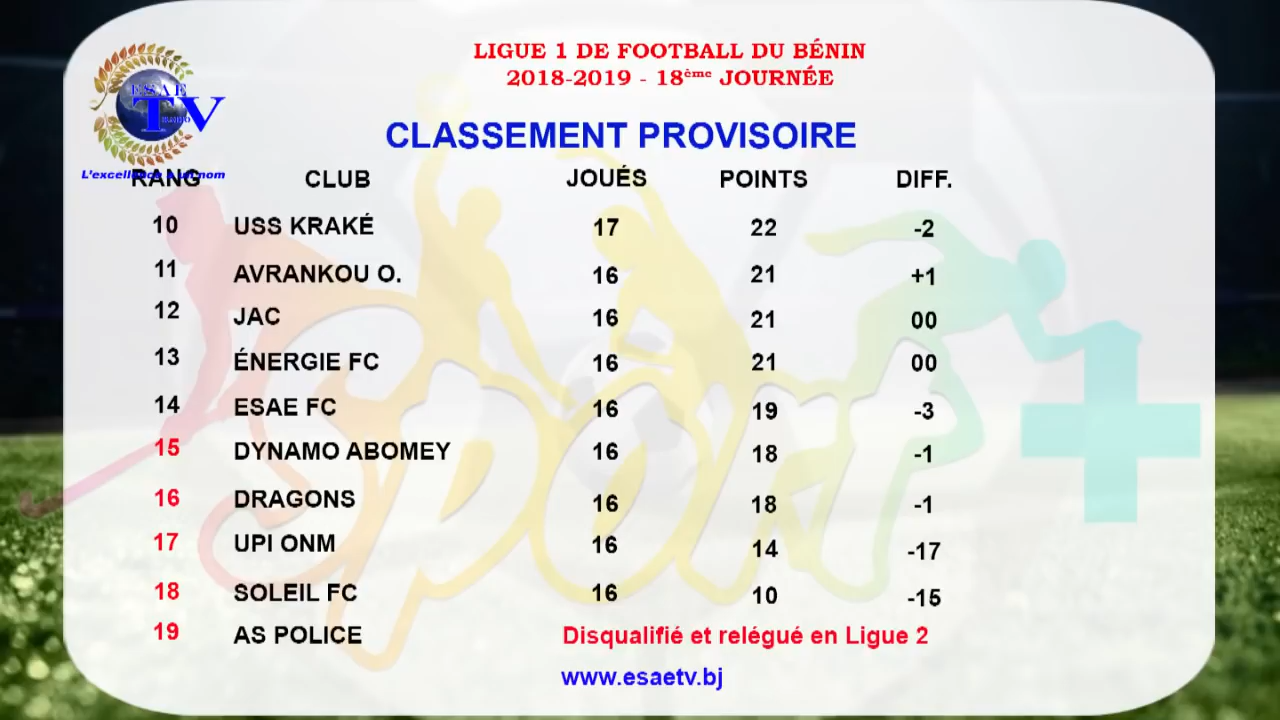 LIGUE 1 DE FOOTBALL DU BÉNIN
2018-2019 - 18ème JOURNÉE
ESAE
TV
L'excellence a un nom
CLASSEMENT PROVISOIRE
RANG CLUB JOUÉS POINTS DIFF.
10 USS KRAKÉ 17 22 -2
11 AVRANKOU O. 16 21 +1
12 JAC 16 21 00
13 ÉNERGIE FC 16 21 00
14 ESAE FC 16 19 -3
15 DYNAMO ABOMEY 16 18 -1
16 DRAGONS 16 18 -1
17 UPI ONM 16 14 -17
18 SOLEIL FC 16 10 -15
19 AS POLICE Disqualifié et relégué en Ligue 2
www.esaetv.bj
Sport